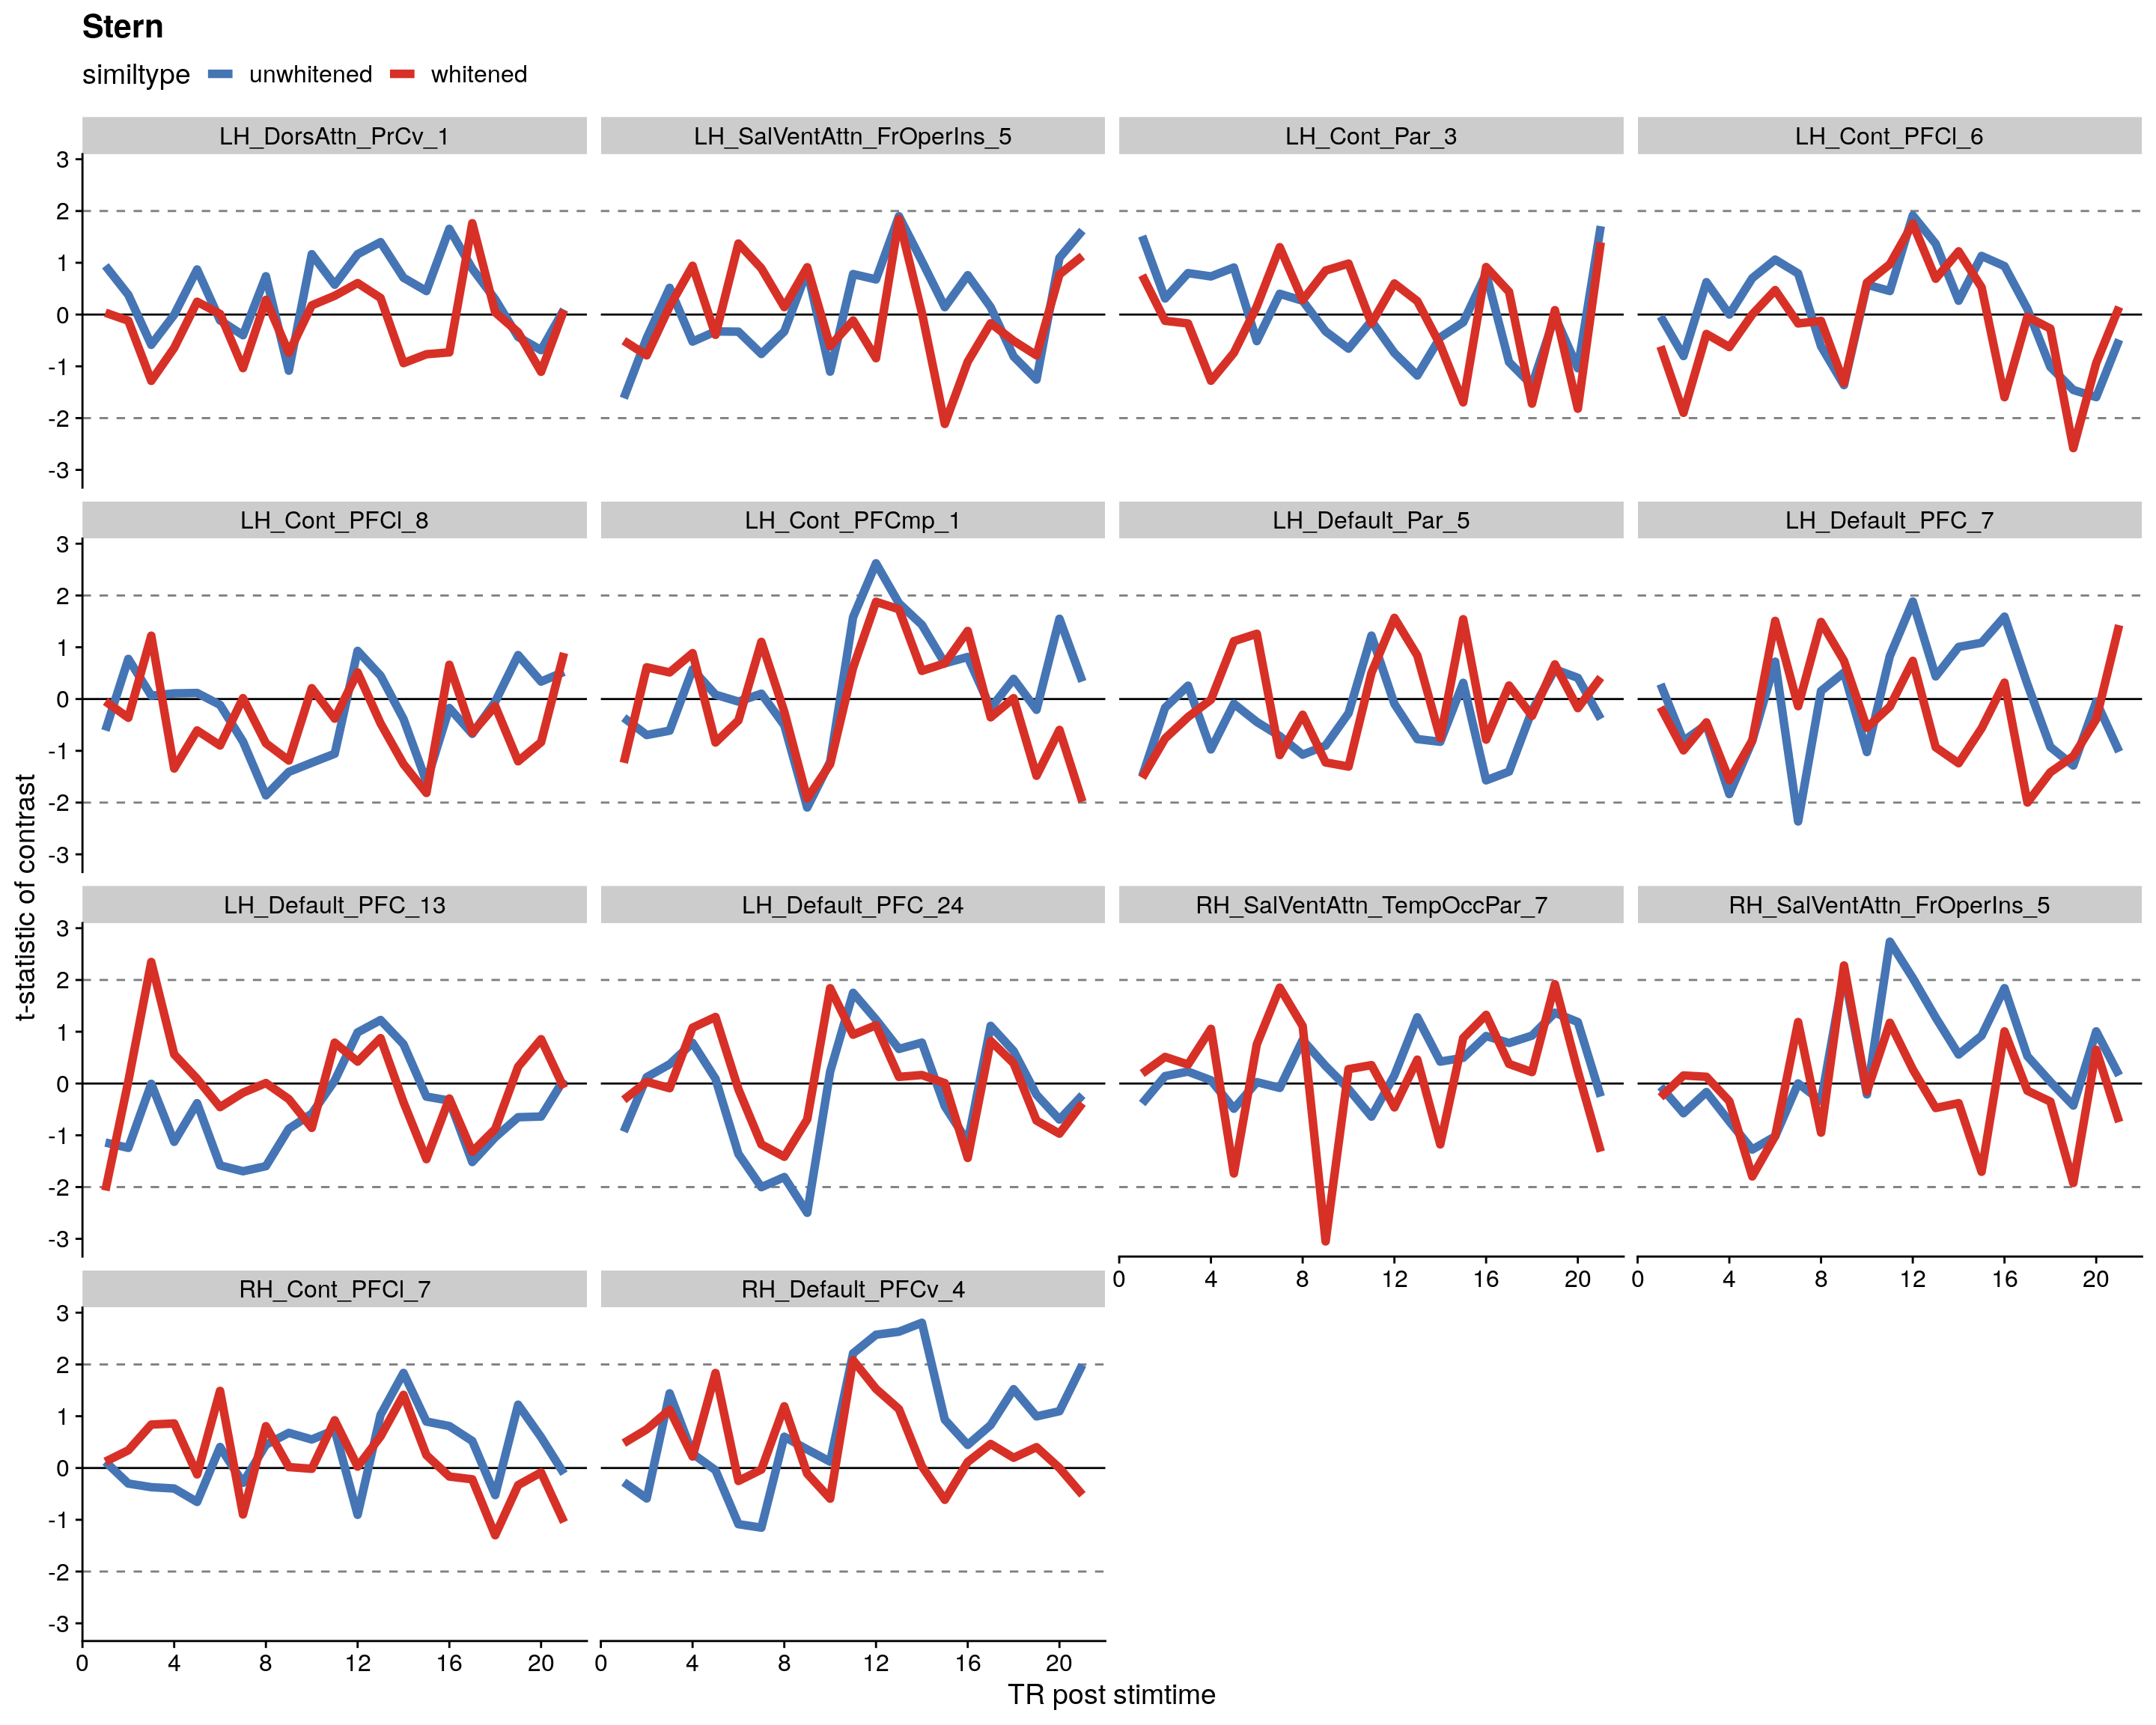 Stern
similtype unwhitened whitened
LH_DorsAttn_PrCv_1 LH_SalVentAttn_FrOperIns_5 LH_Cont_Par_3 LH_Cont_PFCl_6
3
2
1
0
-1
-2
-3
LH_Cont_PFCl_8 LH_Cont_PFCmp_1 LH_Default_Par_5 LH_Default_PFC_7
3
2
1
0
-1
-2
-3
t-statistic of contrast
LH_Default_PFC_13 LH_Default_PFC_24 RH_SalVentAttn_TempOccPar_7 RH_SalVentAttn_FrOperIns_5
3
2
1
0
-1
-2
-3
0 4 8 12 16 20 0 4 8 12 16 20
RH_Cont_PFCl_7 RH_Default_PFCv_4
3
2
1
0
-1
-2
-3
0 4 8 12 16 20 0 4 8 12 16 20
TR post stimtime